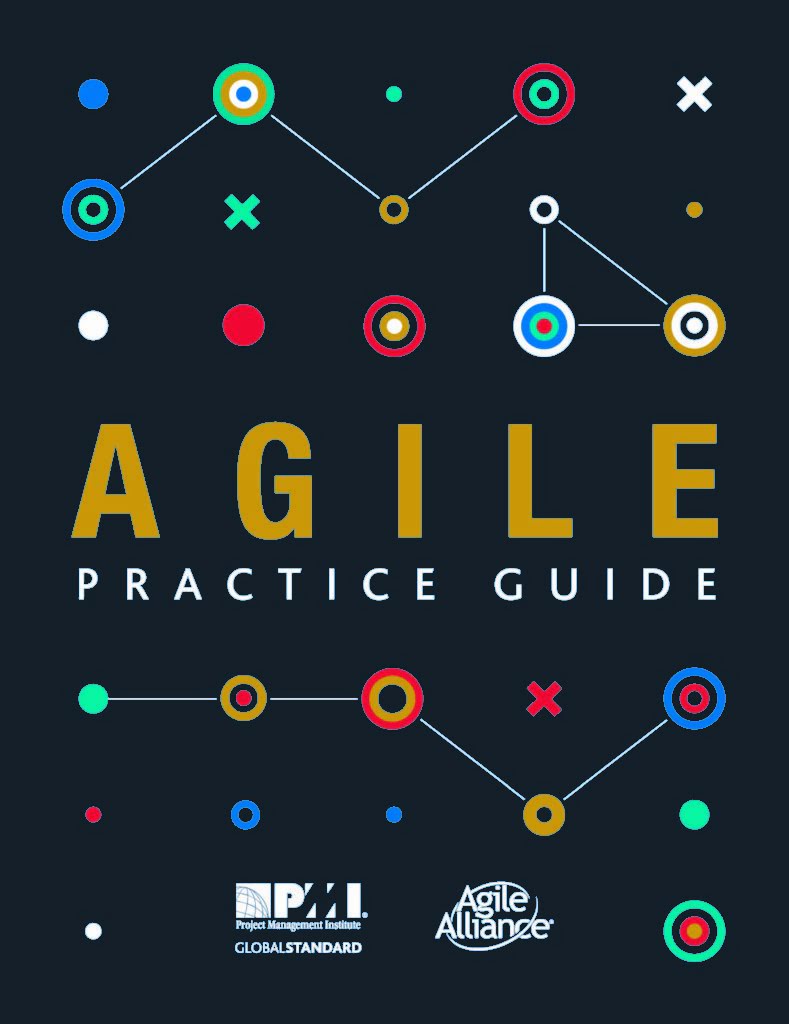 AGILE
PRACTICE GUIDE
PMI®
Project Management Institute
GLOBALSTANDARD
Agile
Alliance®